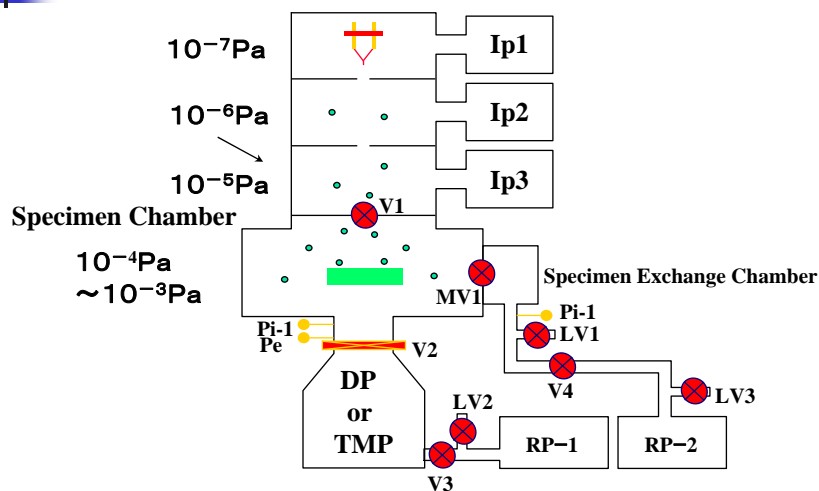 10⁻⁷Pa
Ip1
10⁻⁶Pa
Ip2
10⁻⁵Pa
Ip3
V1
Specimen Chamber
10⁻⁴Pa
～10⁻³Pa
MV1
Specimen Exchange Chamber
Pi-1
LV1
Pi-1
Pe
V2
V4
DP
or
TMP
LV2
LV3
V3
RP-1
RP-2